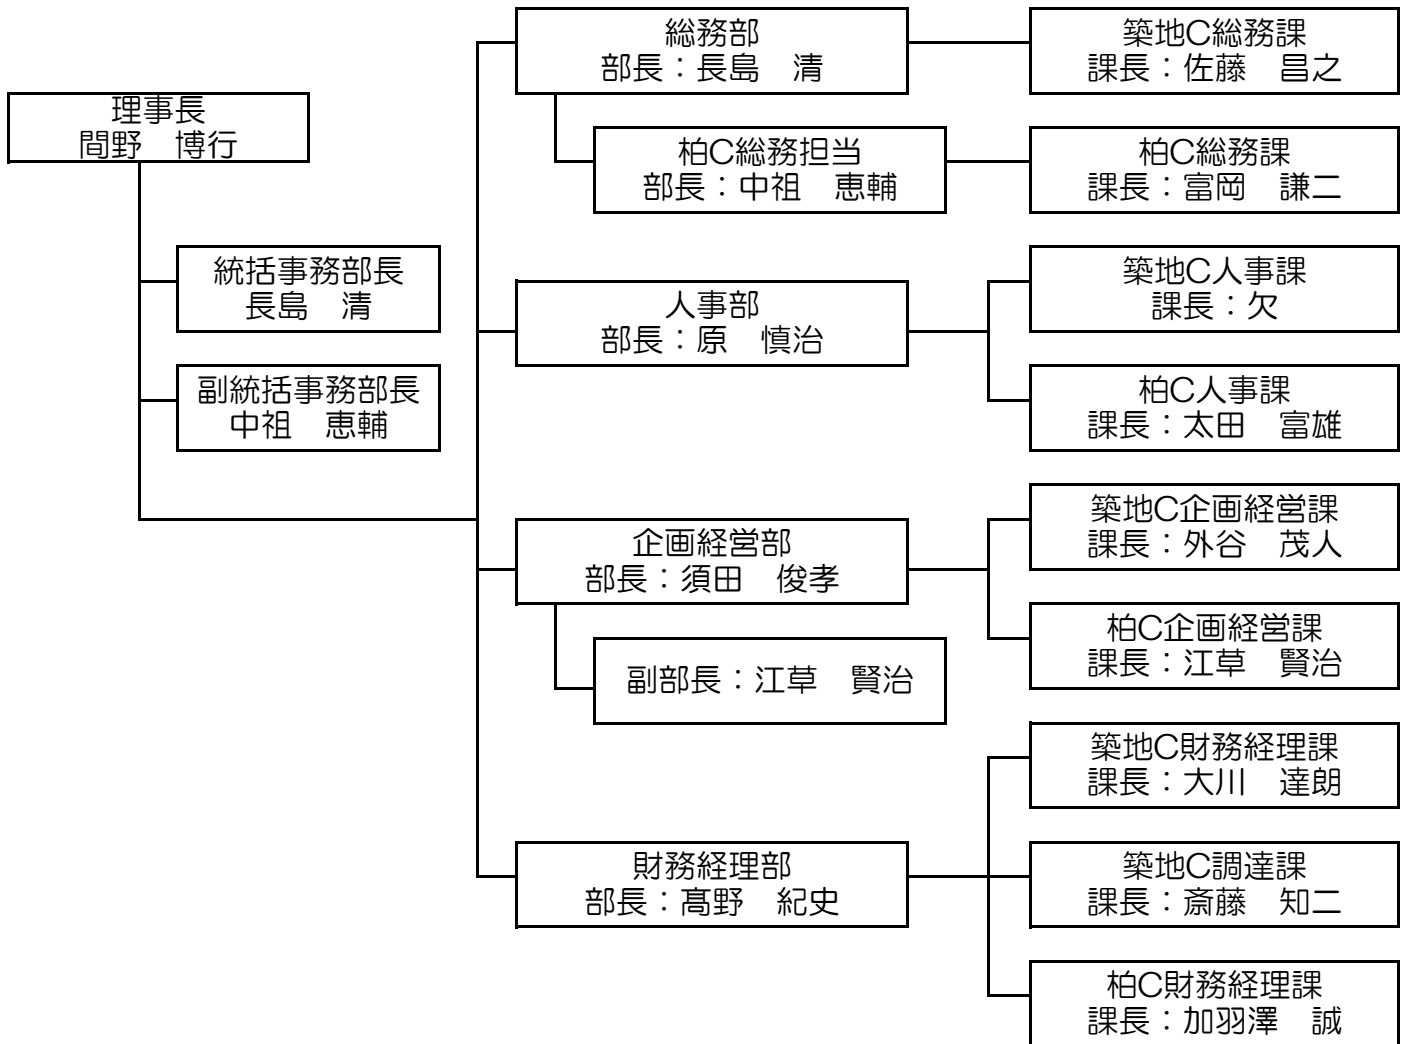 理事長
間野　博行
統括事務部長
長島　清
副統括事務部長
中祖　恵輔
総務部
部長：長島　清
柏C総務担当
部長：中祖　恵輔
人事部
部長：原　慎治
企画経営部
部長：須田　俊孝
副部長：江草　賢治
財務経理部
部長：髙野　紀史
築地C総務課
課長：佐藤　昌之
柏C総務課
課長：富岡　謙二
築地C人事課
課長：欠
柏C人事課
課長：太田　富雄
築地C企画経営課
課長：外谷　茂人
柏C企画経営課
課長：江草　賢治
築地C財務経理課
課長：大川　達朗
築地C調達課
課長：斎藤　知二
柏C財務経理課
課長：加羽澤　誠